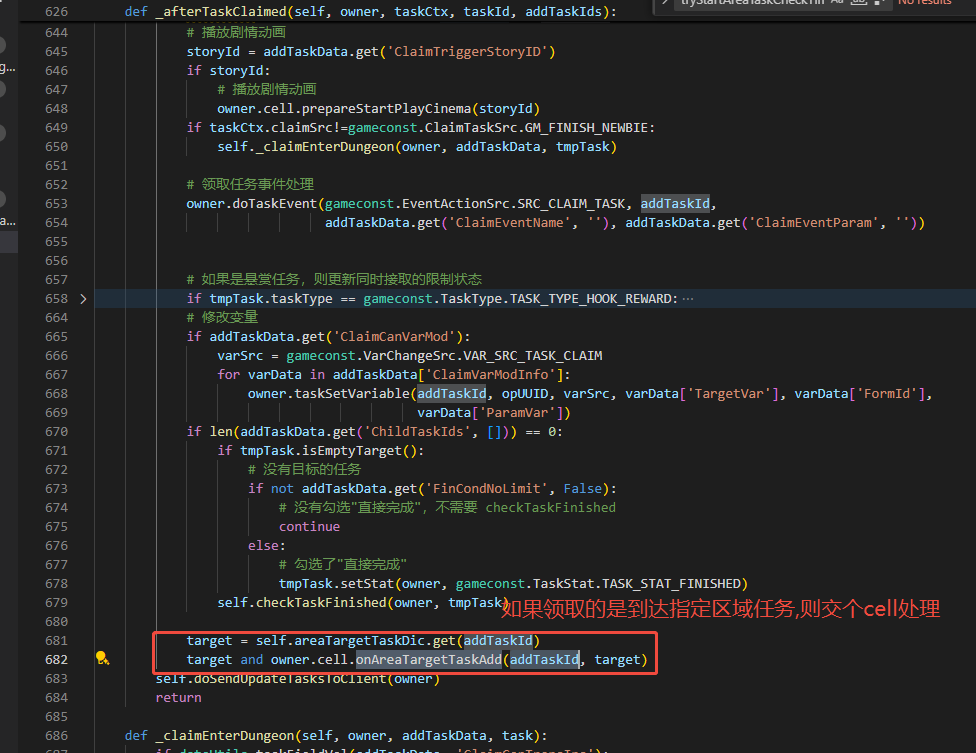 626 def _afterTaskClaimed(self, owner, taskCtx, taskId, addTaskIds):
No results
644 # 播放剧情动画
645 storyId = addTaskData.get('ClaimTriggerStoryID')
646 if storyId:
647 # 播放剧情动画
648 owner.cell.prepareStartPlayCinema(storyId)
649 if taskCtx.claimSrc!=gameconst.ClaimTaskSrc.GM_FINISH_NEWBIE:
650 self._claimEnterDungeon(owner, addTaskData, tmpTask)
651
652 # 领取任务事件处理
653 owner.doTaskEvent(gameconst.EventActionSrc.SRC_CLAIM_TASK, addTaskId,
654 addTaskData.get('ClaimEventName', ''), addTaskData.get('ClaimEventParam', ''))
655
656
657 # 如果是悬赏任务，则更新同时接取的限制状态
658 if tmpTask.taskType == gameconst.TaskType.TASK_TYPE_HOOK_REWARD: ⋯
664 # 修改变量
665 if addTaskData.get('ClaimCanVarMod'):
666 varSrc = gameconst.VarChangeSrc.VAR_SRC_TASK_CLAIM
667 for varData in addTaskData['ClaimVarModInfo']:
668 owner.taskSetVariable(addTaskId, opUUID, varSrc, varData['TargetVar'], varData['FormId'],
669 varData['ParamVar'])
670 if len(addTaskData.get('ChildTaskIds', [])) == 0:
671 if tmpTask.isEmptyTarget():
672 # 没有目标的任务
673 if not addTaskData.get('FinCondNoLimit', False):
674 # 没有勾选"直接完成"，不需要 checkTaskFinished
675 continue
676 else:
677 # 勾选了"直接完成"
678 tmpTask.setStat(owner, gameconst.TaskStat.TASK_STAT_FINISHED)
679 self.checkTaskFinished(owner, tmpTask)
如果领取的是到达指定区域任务,则交个cell处理
680
681 target = self.areaTargetTaskDic.get(addTaskId)
682 target and owner.cell.onAreaTargetTaskAdd(addTaskId, target)
683 self.doSendUpdateTasksToClient(owner)
684 return
685
686 def _claimEnterDungeon(self, owner, addTaskData, task):